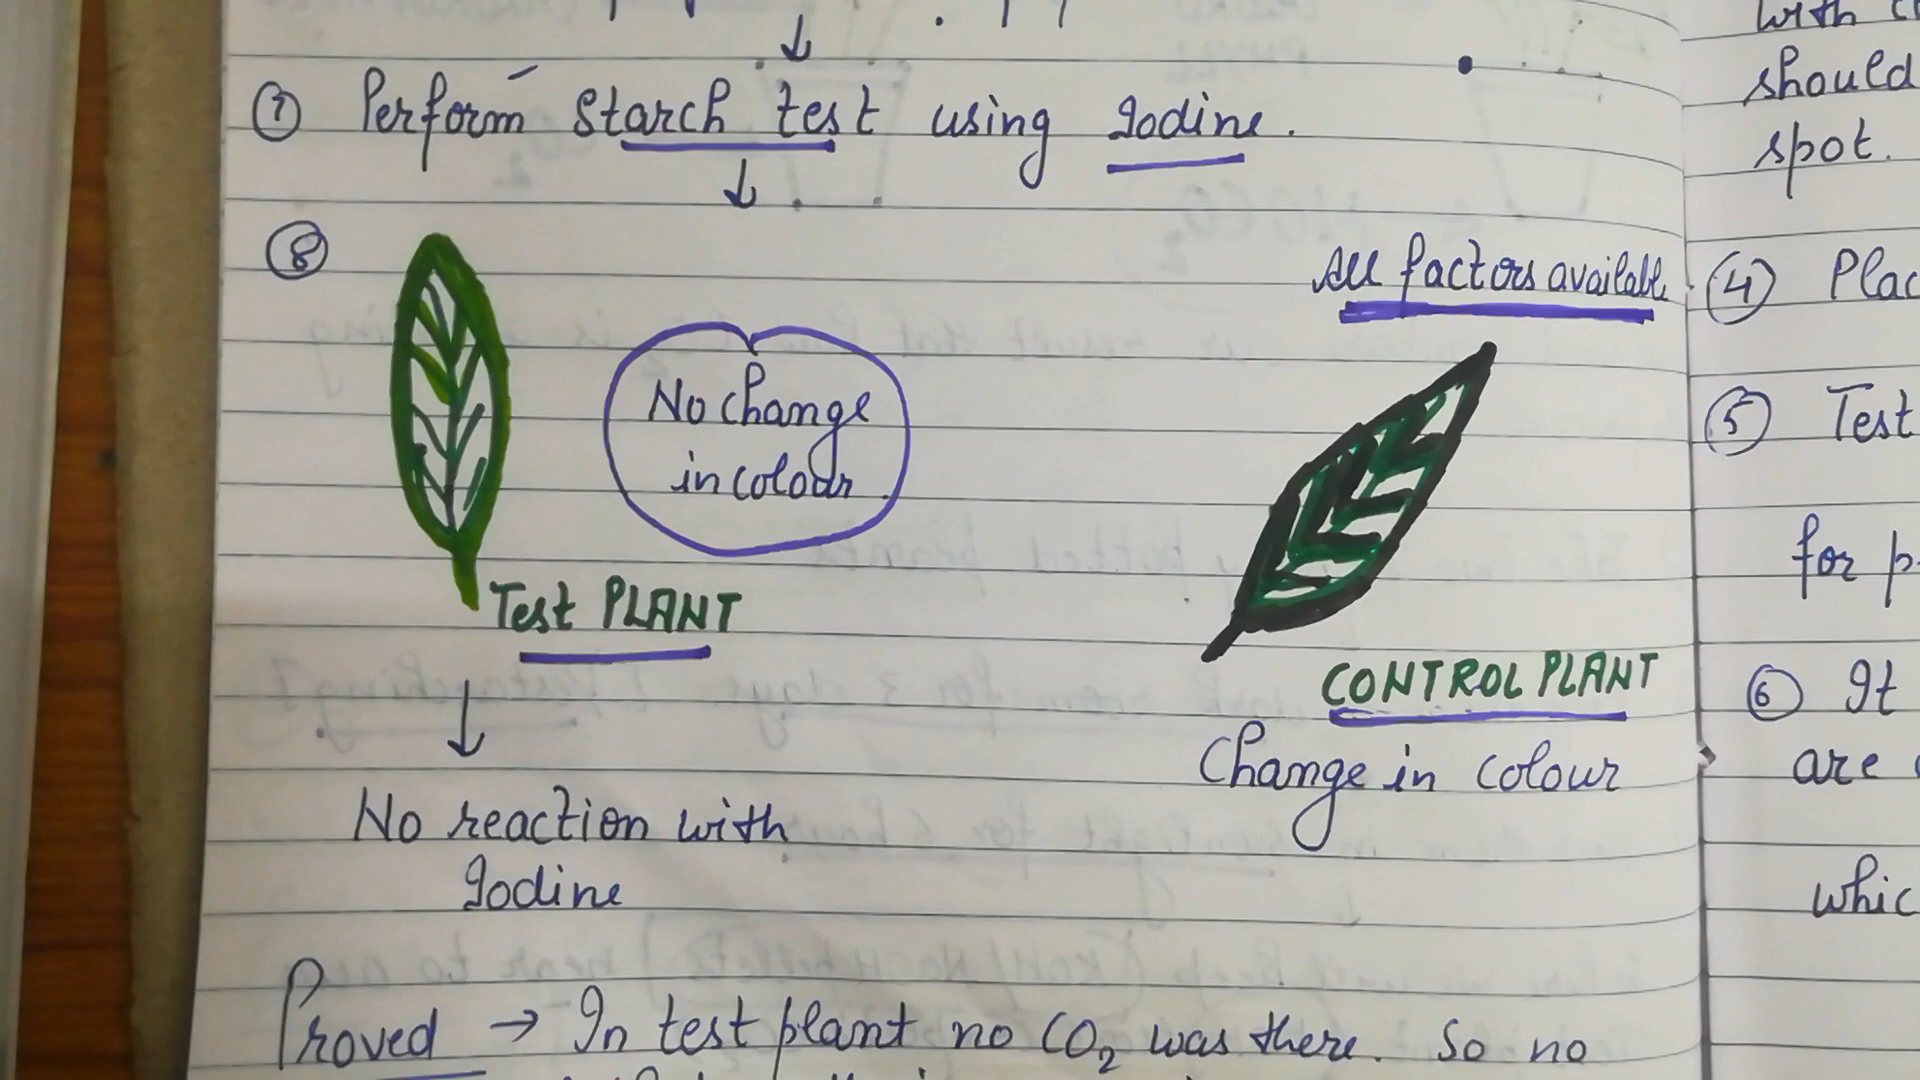 7 Perform starch test using Iodine.
8
No change
in colour
Test PLANT
No reaction with
Iodine
All factors available
CONTROL PLANT
Change in colour
Proved → In test plant no CO2 was there. So no
should
spot.
4 Plac
5 Test
for p
6 It
are
whic